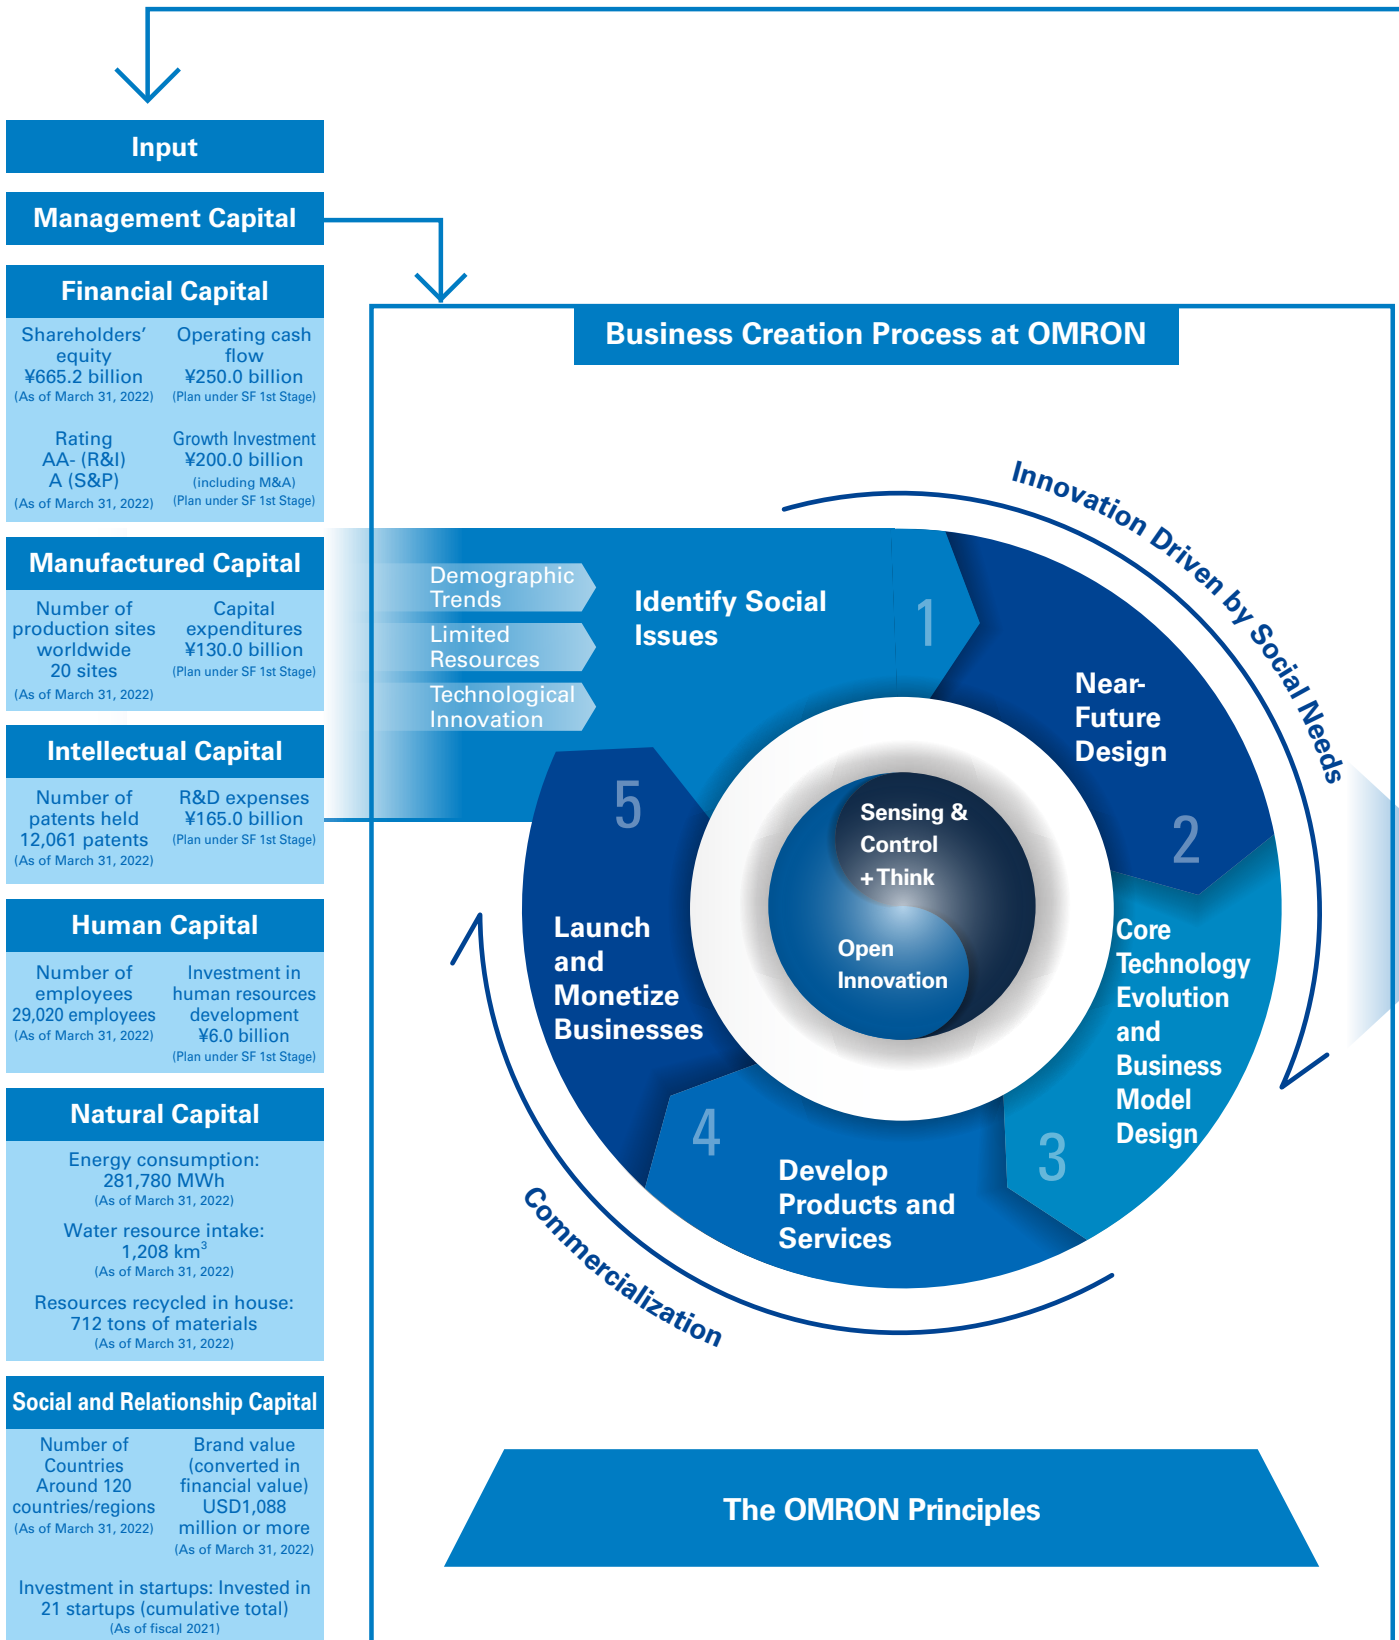 Input
Management Capital
Financial Capital
Shareholders’
equity
¥665.2 billion
(As of March 31, 2022)
Operating cash
flow
¥250.0 billion
(Plan under SF 1st Stage)
Rating
AA- (R&I)
A (S&P)
(As of March 31, 2022)
Growth Investment
¥200.0 billion
(including M&A)
(Plan under SF 1st Stage)
Manufactured Capital
Number of
production sites
worldwide
20 sites
(As of March 31, 2022)
Capital
expenditures
¥130.0 billion
(Plan under SF 1st Stage)
Intellectual Capital
Number of
patents held
12,061 patents
(As of March 31, 2022)
R&D expenses
¥165.0 billion
(Plan under SF 1st Stage)
Human Capital
Number of
employees
29,020 employees
(As of March 31, 2022)
Investment in
human resources
development
¥6.0 billion
(Plan under SF 1st Stage)
Natural Capital
Energy consumption:
281,780 MWh
(As of March 31, 2022)
Water resource intake:
1,208 km³
(As of March 31, 2022)
Resources recycled in house:
712 tons of materials
(As of March 31, 2022)
Social and Relationship Capital
Number of
Countries
Around 120
countries/regions
(As of March 31, 2022)
Brand value
(converted in
financial value)
USD1,088
million or more
(As of March 31, 2022)
Investment in startups: Invested in
21 startups (cumulative total)
(As of fiscal 2021)
Business Creation Process at OMRON
Innovation Driven by Social Needs
Demographic
Trends
Limited
Resources
Technological
Innovation
Identify Social
Issues
1
Near-
Future
Design
2
Core
Technology
Evolution
and
Business
Model
Design
3
Develop
Products and
Services
4
Launch
and
Monetize
Businesses
5
Sensing &
Control
+ Think
Open
Innovation
Commercialization
The OMRON Principles